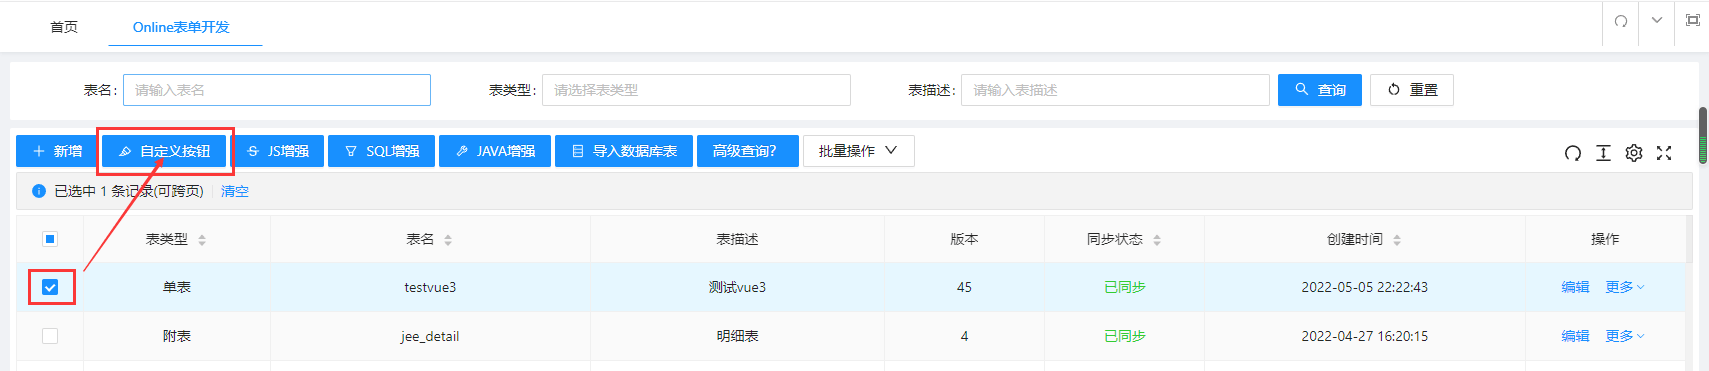 首页 Online表单开发
表名: 请输入表名 表类型: 请选择表类型 表描述: 请输入表描述 查询 重置
新增 自定义按钮 JS增强 SQL增强 JAVA增强 导入数据库表 高级查询? 批量操作
已选中 1 条记录(可跨页) 清空
表类型 表名 表描述 版本 同步状态 创建时间 操作
单表 testvue3 测试vue3 45 已同步 2022-05-05 22:22:43 编辑 更多
附表 jee_detail 明细表 4 已同步 2022-04-27 16:20:15 编辑 更多